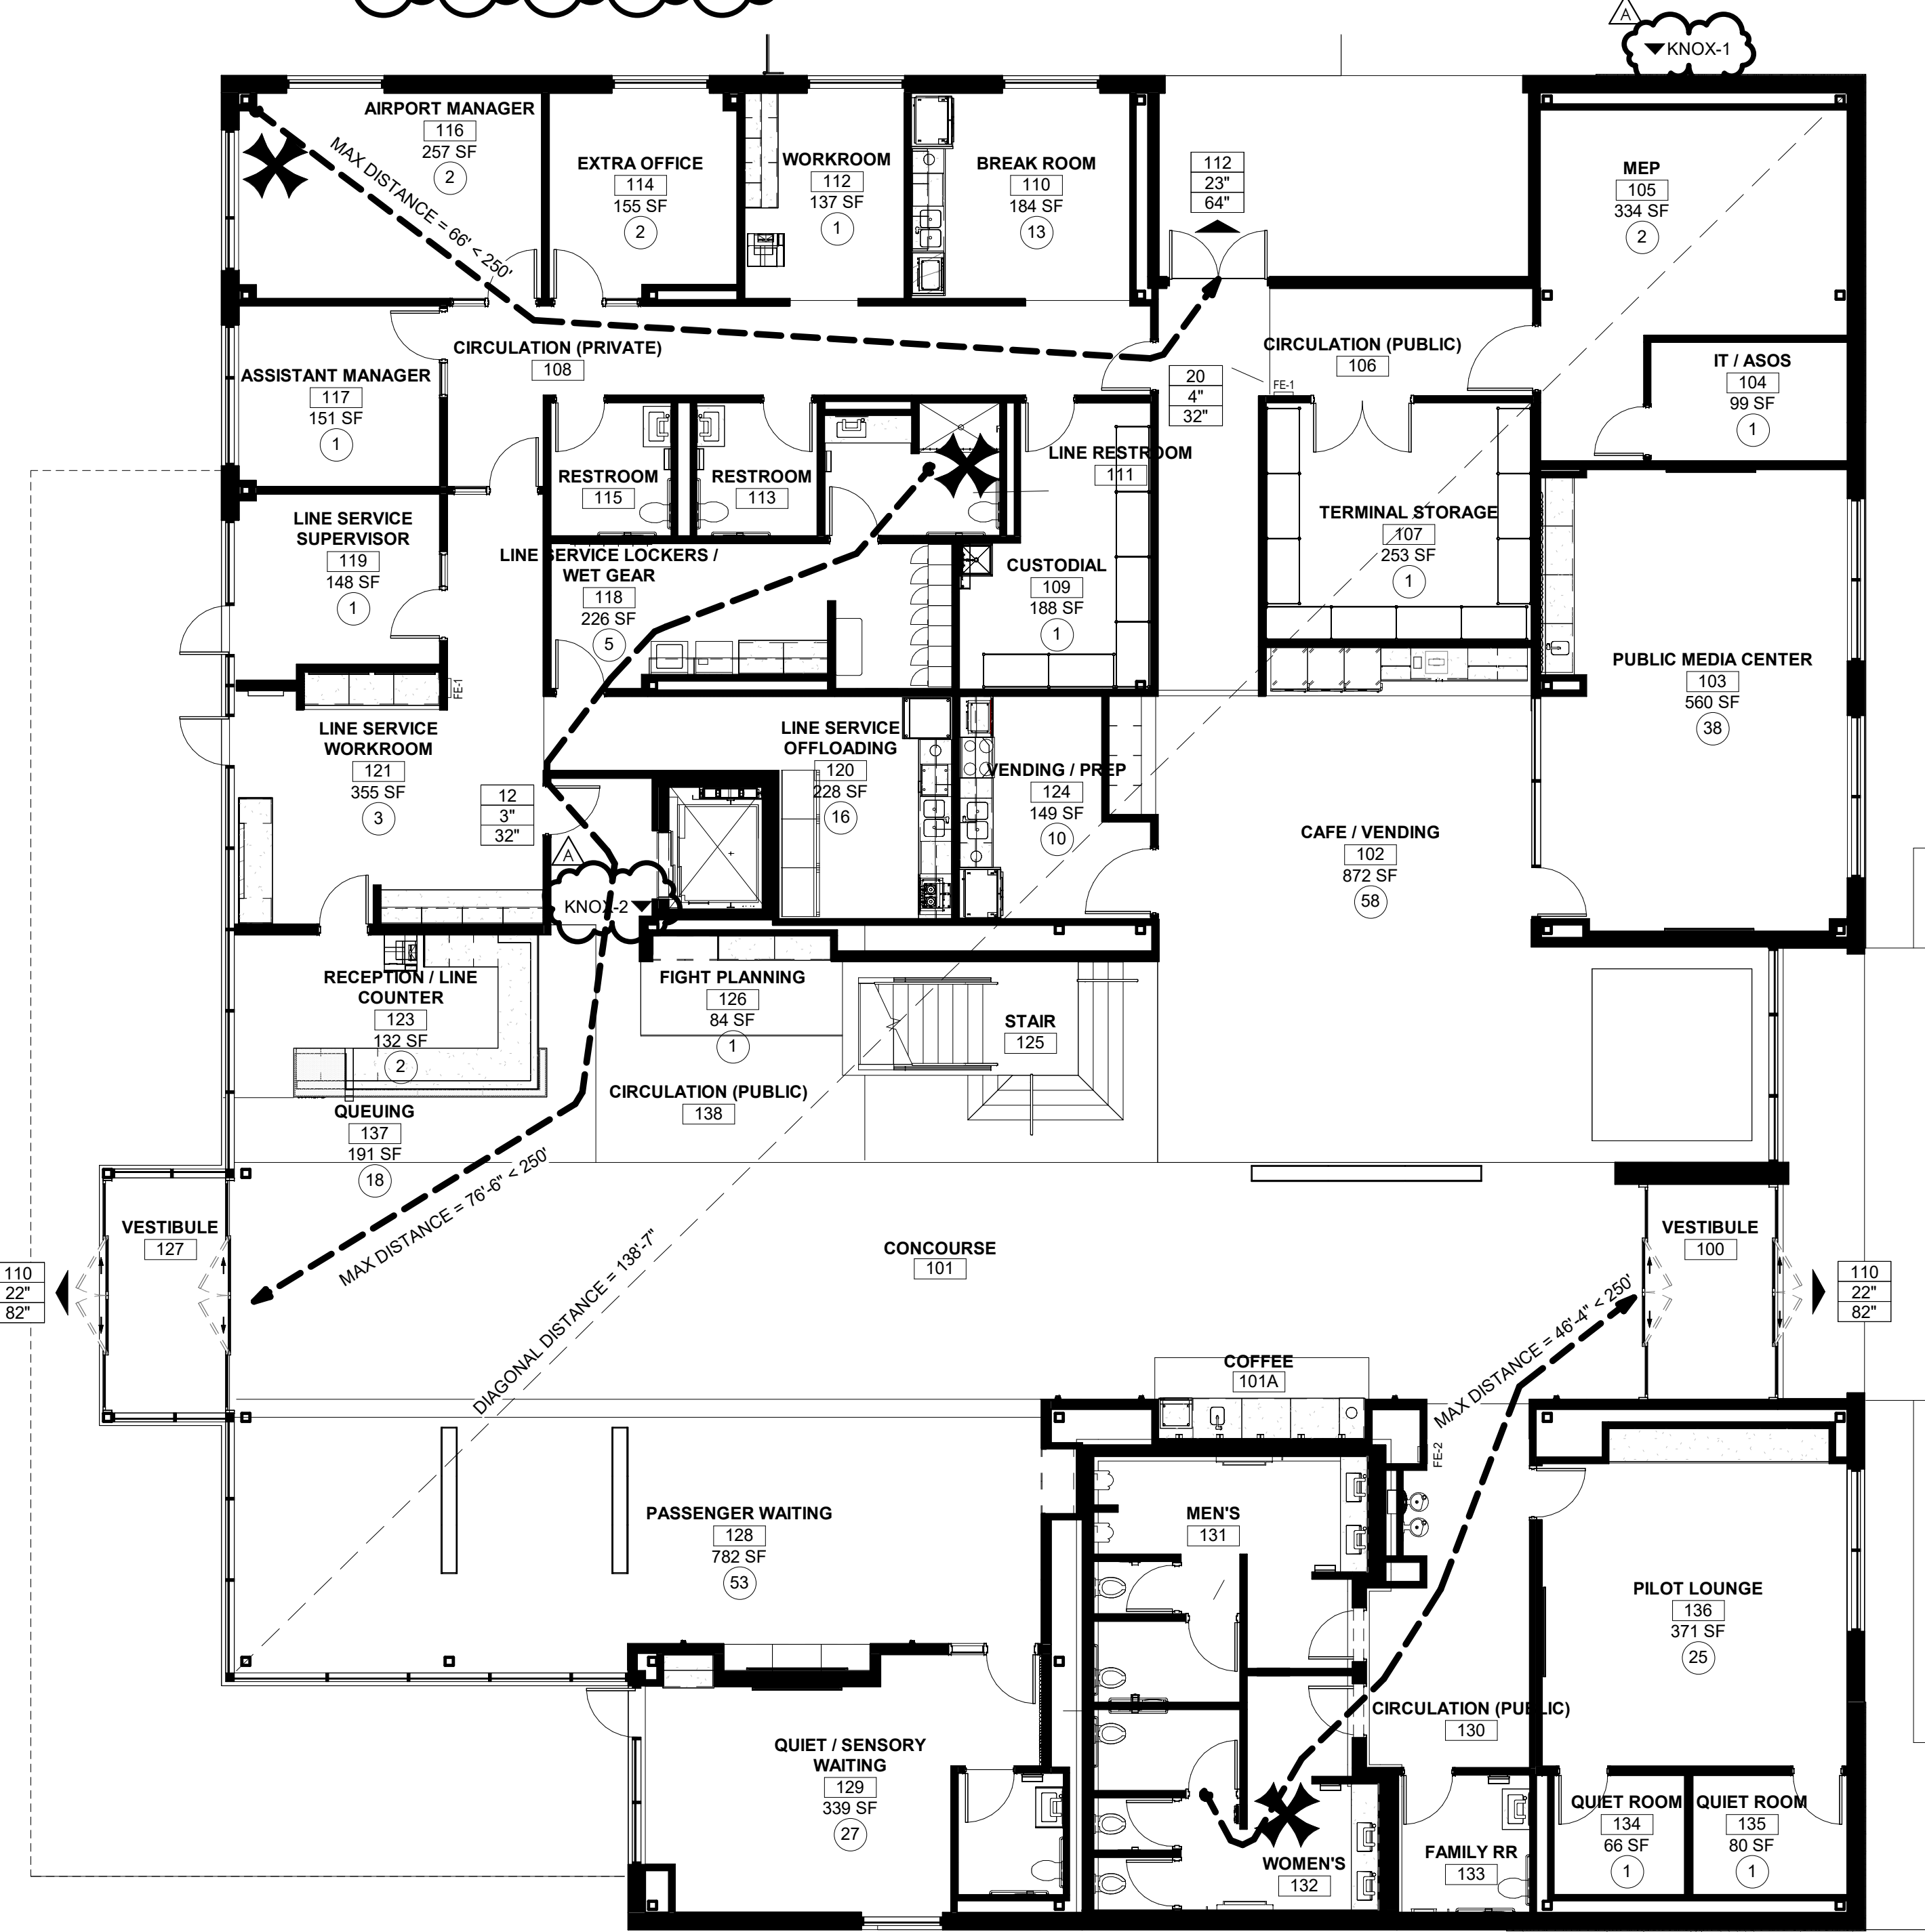 A
KNOX-1
AIRPORT MANAGER
116
257 SF
2
MAX DISTANCE = 66' < 250'
EXTRA OFFICE
114
155 SF
2
WORKROOM
112
137 SF
1
BREAK ROOM
110
184 SF
13
112
23"
64"
MEP
105
334 SF
2
CIRCULATION (PRIVATE)
108
CIRCULATION (PUBLIC)
106
ASSISTANT MANAGER
117
151 SF
1
20
4"
32"
FE-1
IT / ASOS
104
99 SF
1
RESTROOM
115
RESTROOM
113
LINE RESTROOM
111
TERMINAL STORAGE
107
253 SF
1
LINE SERVICE
SUPERVISOR
119
148 SF
1
LINE SERVICE LOCKERS /
WET GEAR
118
226 SF
5
CUSTODIAL
109
188 SF
1
PUBLIC MEDIA CENTER
103
560 SF
38
FE-1
LINE SERVICE
WORKROOM
121
355 SF
3
LINE SERVICE
OFFLOADING
120
228 SF
16
VENDING / PREP
124
149 SF
10
12
3"
32"
A
KNOX-2
CAFE / VENDING
102
872 SF
58
RECEPTION / LINE
COUNTER
123
132 SF
2
FIGHT PLANNING
126
84 SF
1
STAIR
125
QUEUING
137
191 SF
18
CIRCULATION (PUBLIC)
138
MAX DISTANCE = 76'-6" < 250'
VESTIBULE
127
110
22"
82"
CONCOURSE
101
DIAGONAL DISTANCE = 138'-7"
VESTIBULE
100
110
22"
82"
MAX DISTANCE = 46'-4" < 250'
COFFEE
101A
FE-2
PASSENGER WAITING
128
782 SF
53
MEN'S
131
PILOT LOUNGE
136
371 SF
25
CIRCULATION (PUBLIC)
130
QUIET / SENSORY
WAITING
129
339 SF
27
WOMEN'S
132
FAMILY RR
133
QUIET ROOM
134
66 SF
1
QUIET ROOM
135
80 SF
1